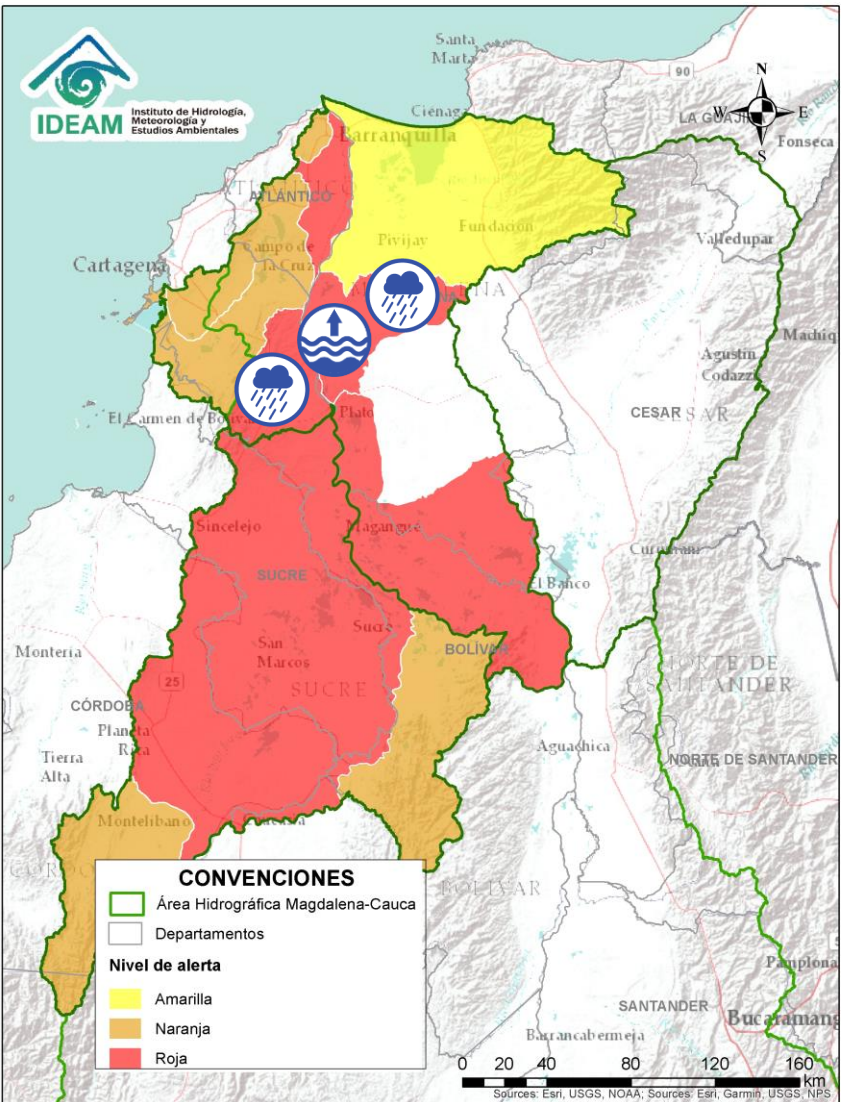 IDEAM
Instituto de Hidrología,
Meteorología y
Estudios Ambientales
Santa
Marta
90
N
W
E
S
Ciénaga
LA GUAJIRA
Fonseca
Barranquilla
ATLÁNTICO
Fundación
Pivijay
Valledupar
Campo de
la Cruz
Cartagena
Machiq
Agustín
Codazzi
CESAR
CESAR
El Carmen de Bolívar
Plato
Sincelejo
Magangué
Curumaní
SUCRE
El Banco
Sucre
Montería
San
Marcos
BOLÍVAR
NORTE DE
SANTANDER
25
SUCRE
CÓRDOBA
Planeta
Rica
Aguachica
Tierra
Alta
NORTE DE SANTANDER
Montelíbano
Caucasia
BOLÍVAR
CONVENCIONES
Área Hidrográfica Magdalena-Cauca
Departamentos
Nivel de alerta
Amarilla
Naranja
Roja
Pamplona
SANTANDER
Bucaramang
Barrancabermeja
0 20 40 80 120 160
km
Sources: Esri, USGS, NOAA; Sources: Esri, Garmin, USGS, NPS